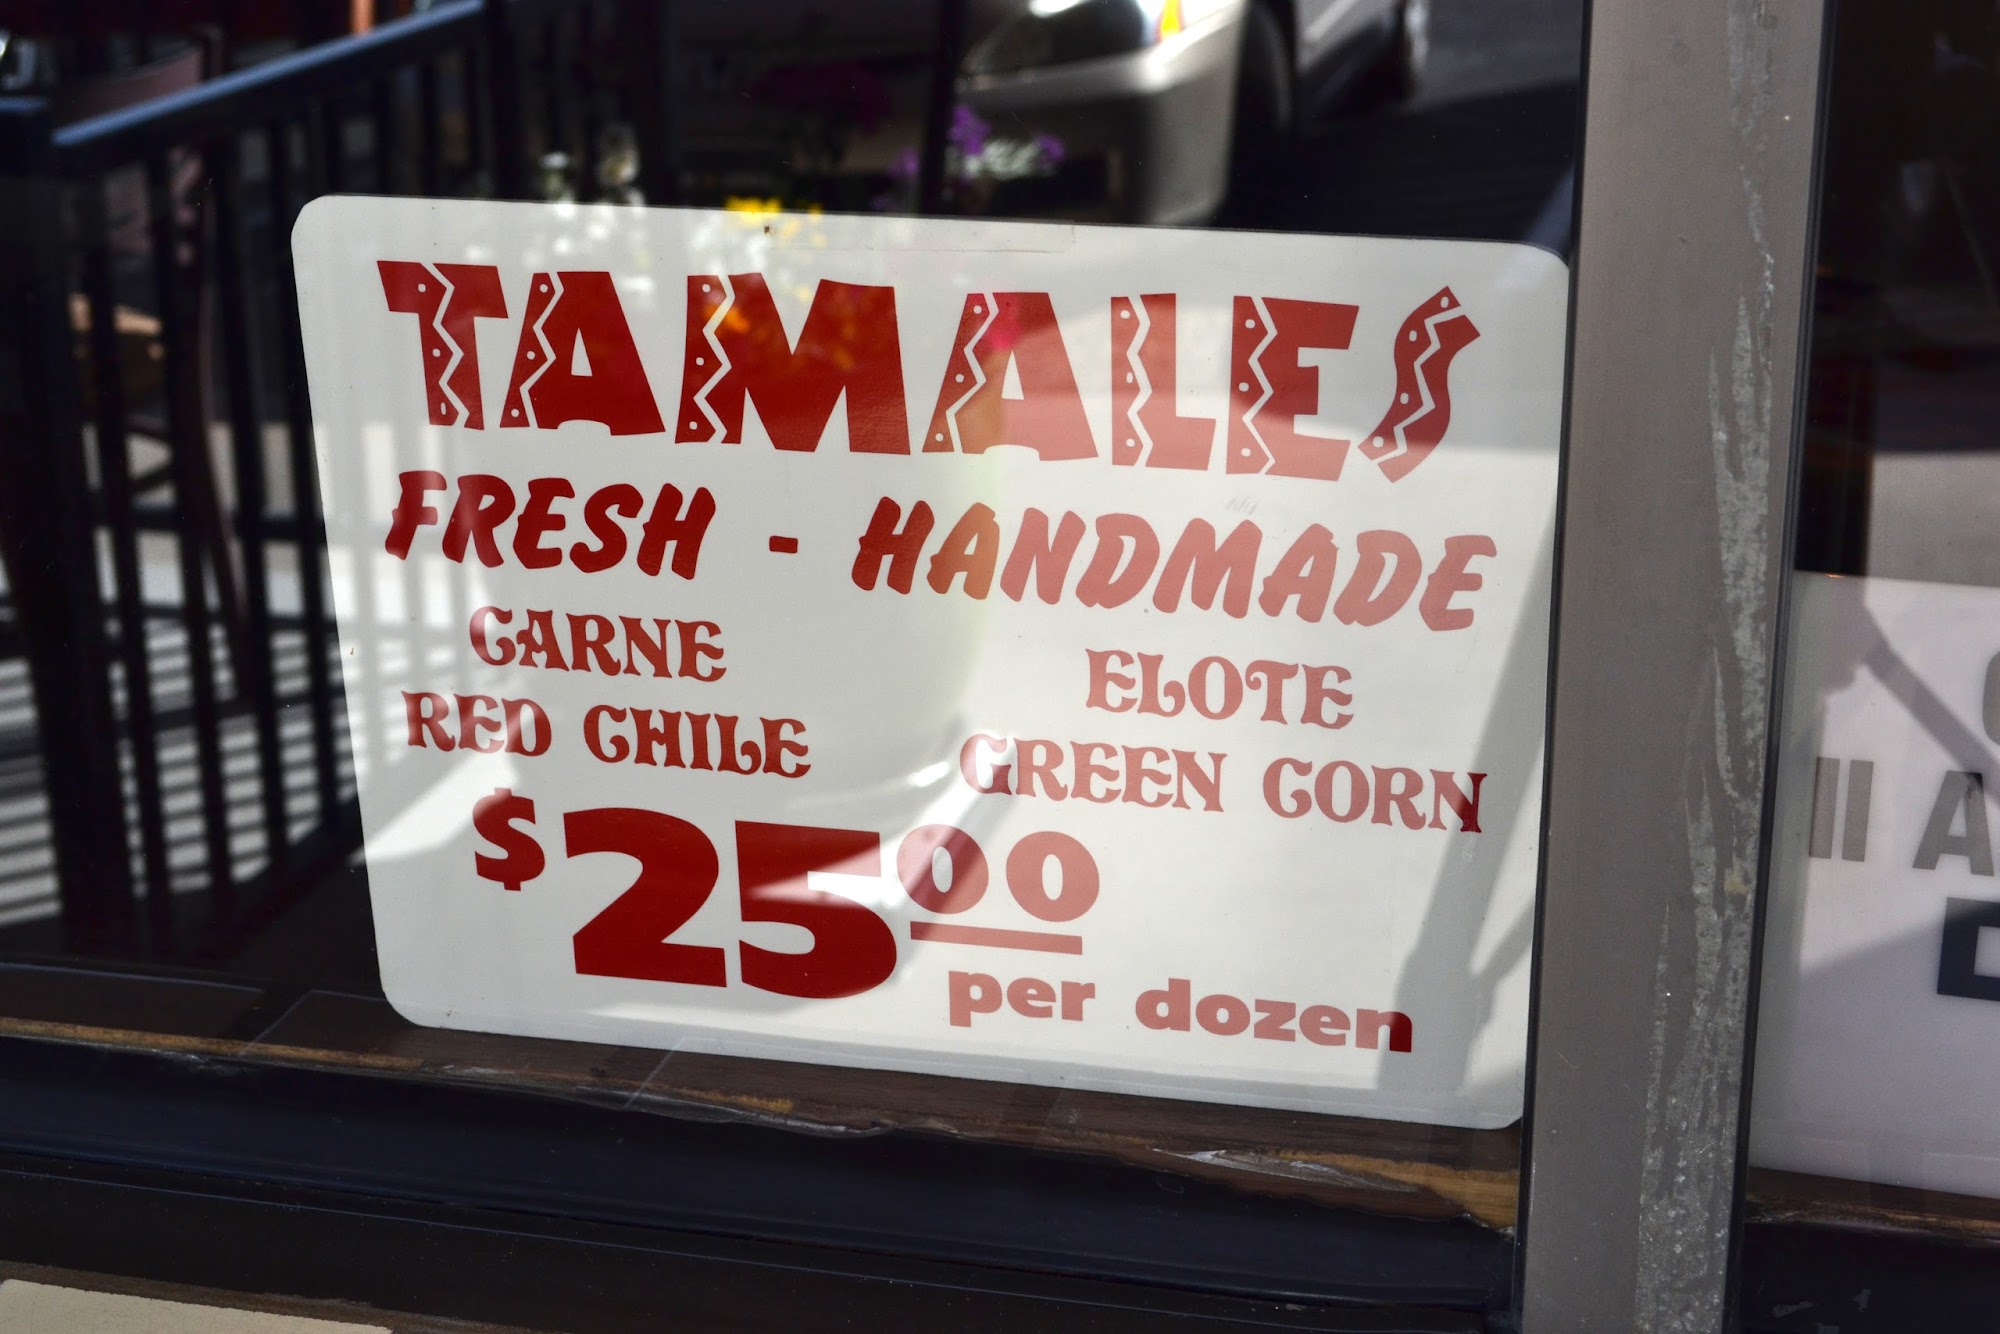 TAMALES
FRESH - HANDMADE
CARNE
RED CHILE
ELOTE
GREEN CORN
$25.00
per dozen